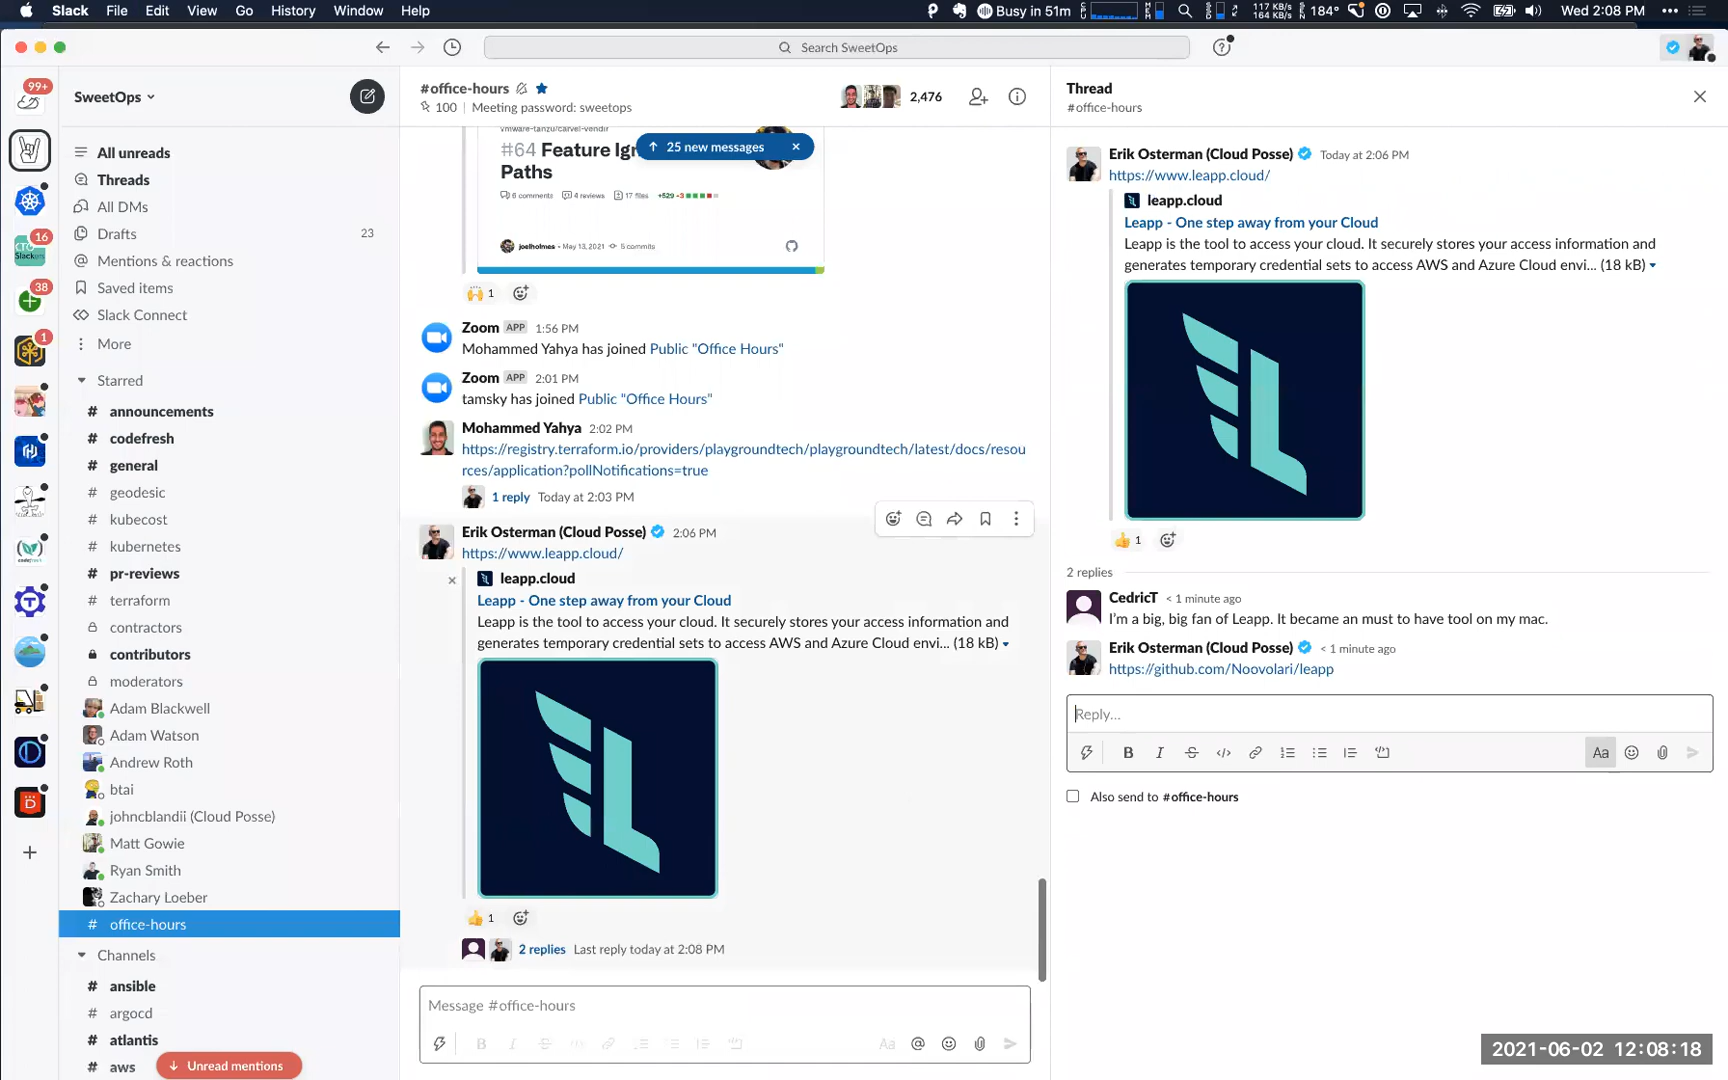 Slack File Edit View Go History Window Help
Busy in 51m
117 KB/s
164 KB/s
184°
Wed 2:08 PM
Search SweetOps
99+
16
38
1
SweetOps
All unreads
Threads
All DMs
Drafts 23
Mentions & reactions
Saved items
Slack Connect
More
Starred
# announcements
# codefresh
# general
# geodesic
# kubecost
# kubernetes
# pr-reviews
# terraform
contractors
contributors
moderators
Adam Blackwell
Adam Watson
Andrew Roth
btai
johncblandii (Cloud Posse)
Matt Gowie
Ryan Smith
Zachary Loeber
# office-hours
Channels
# ansible
# argocd
# atlantis
# aws
Unread mentions
#office-hours
100 | Meeting password: sweetops
2,476
vmware-tanzu/carvel-vendir
25 new messages
#64 Feature Ign
Paths
6 comments 4 reviews 17 files +529 -3
joelholmes • May 13, 2021 5 commits
1
Zoom APP 1:56 PM
Mohammed Yahya has joined Public "Office Hours"
Zoom APP 2:01 PM
tamsky has joined Public "Office Hours"
Mohammed Yahya 2:02 PM
https://registry.terraform.io/providers/playgroundtech/playgroundtech/latest/docs/resou
rces/application?pollNotifications=true
1 reply Today at 2:03 PM
Erik Osterman (Cloud Posse) 2:06 PM
https://www.leapp.cloud/
leapp.cloud
Leapp - One step away from your Cloud
Leapp is the tool to access your cloud. It securely stores your access information and
generates temporary credential sets to access AWS and Azure Cloud envi... (18 kB)
1
2 replies Last reply today at 2:08 PM
Message #office-hours
Thread
#office-hours
Erik Osterman (Cloud Posse) Today at 2:06 PM
https://www.leapp.cloud/
leapp.cloud
Leapp - One step away from your Cloud
Leapp is the tool to access your cloud. It securely stores your access information and
generates temporary credential sets to access AWS and Azure Cloud envi... (18 kB)
1
2 replies
CedricT < 1 minute ago
I'm a big, big fan of Leapp. It became an must to have tool on my mac.
Erik Osterman (Cloud Posse) < 1 minute ago
https://github.com/Noovolari/leapp
Reply...
B I S Aa
Also send to #office-hours
2021-06-02 12:08:18